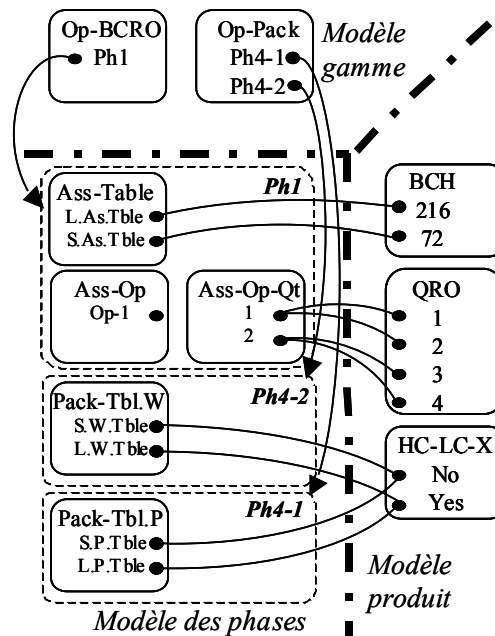 Op-BCRO
Ph1
Op-Pack
Ph4-1
Ph4-2
Modèle
gamme
Ph1
Ass-Table
L.As.Tble
S.As.Tble
Ass-Op
Op-1
Ass-Op-Qt
1
2
BCH
216
72
QRO
1
2
3
4
Ph4-2
Pack-Tbl.W
S.W.Tble
L.W.Tble
HC-LC-X
No
Yes
Ph4-1
Pack-Tbl.P
S.P.Tble
L.P.Tble
Modèle des phases
Modèle
produit